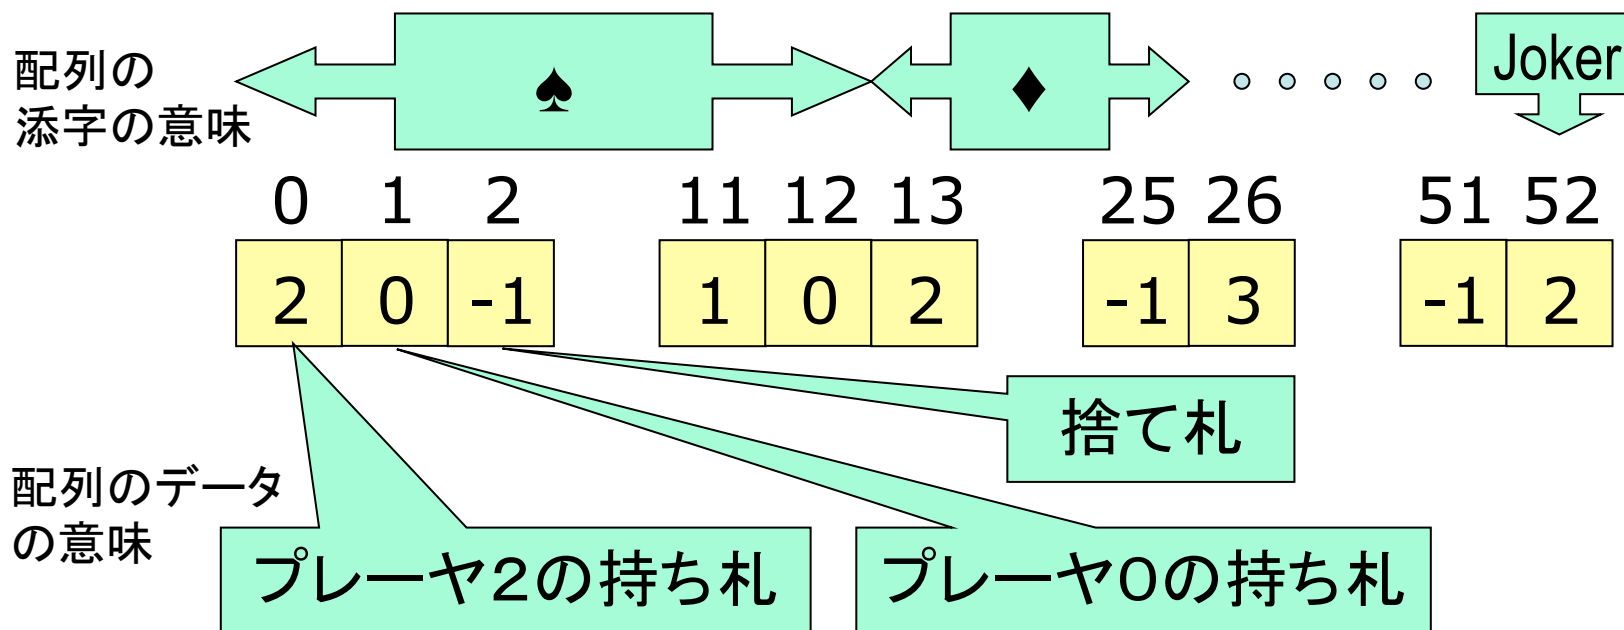 配列の
添字の意味
♠
♦
Joker
0 1 2 11 12 13 25 26 51 52
2 0 -1 1 0 2 -1 3 -1 2
捨て札
配列のデータ
の意味
プレーヤ2の持ち札
プレーヤ0の持ち札